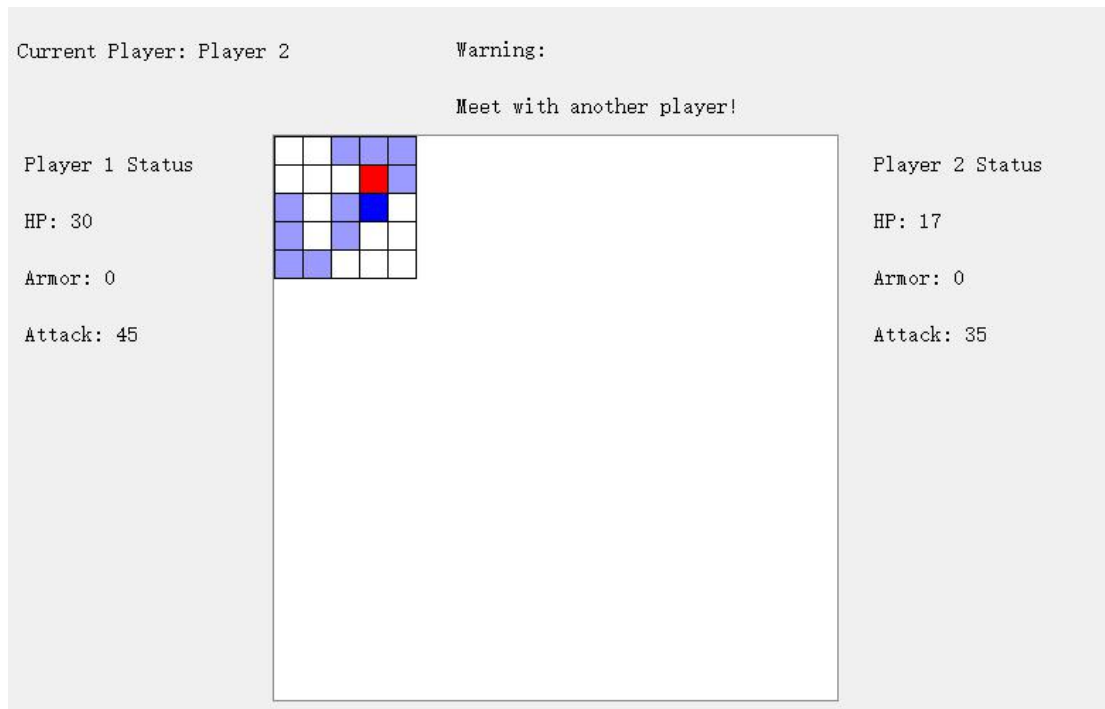 Current Player: Player 2
Warning:
Meet with another player!
Player 1 Status
HP: 30
Armor: 0
Attack: 45
Player 2 Status
HP: 17
Armor: 0
Attack: 35